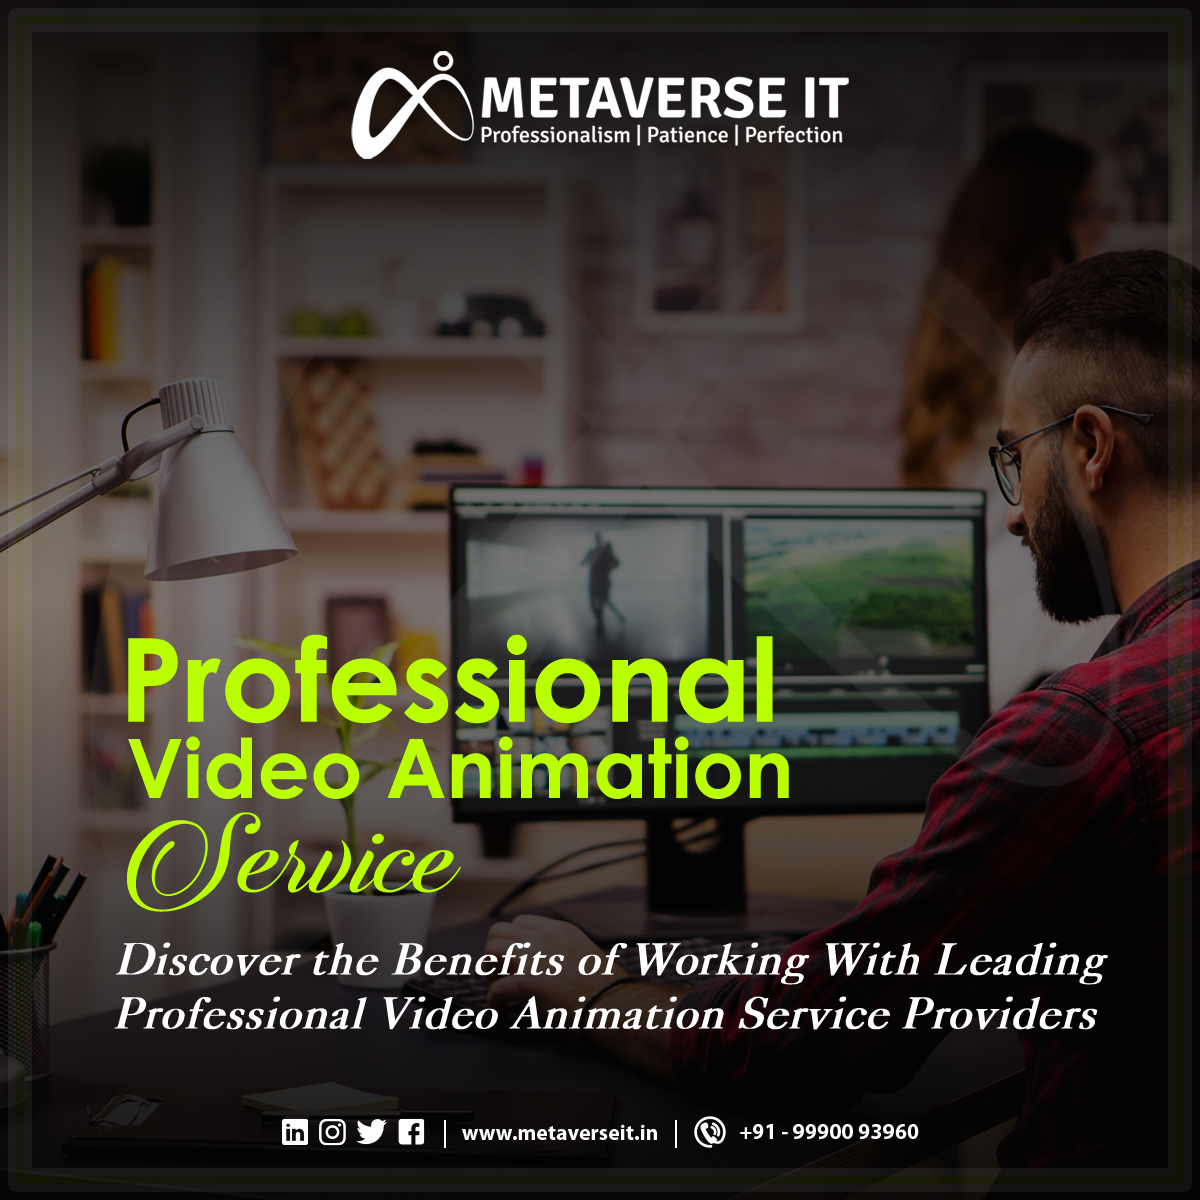 METAVERSE IT
Professionalism | Patience | Perfection
Professional
Video Animation
Service
Discover the Benefits of Working With Leading
Professional Video Animation Service Providers
in | www.metaverseit.in | +91 - 99900 93960